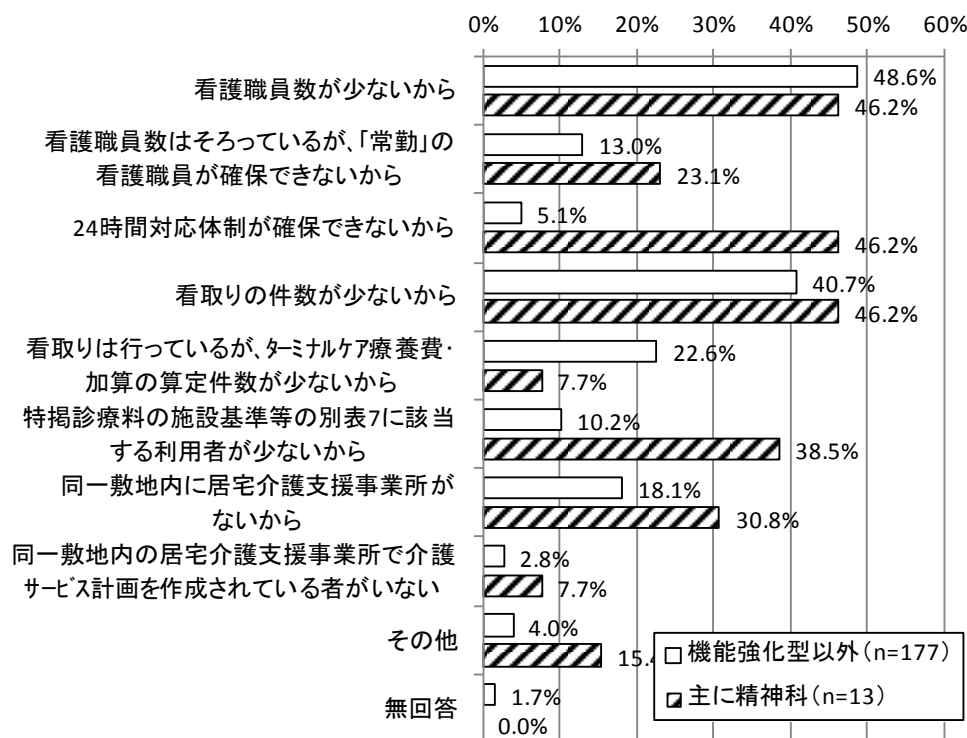 0% 10% 20% 30% 40% 50% 60%
看護職員数が少ないから
48.6%
46.2%
看護職員数はそろっているが、「常勤」の
看護職員が確保できないから
13.0%
23.1%
24時間対応体制が確保できないから
5.1%
46.2%
看取りの件数が少ないから
40.7%
46.2%
看取りは行っているが、ﾀｰﾐﾅﾙケア療養費・
加算の算定件数が少ないから
22.6%
7.7%
特掲診療料の施設基準等の別表7に該当
する利用者が少ないから
10.2%
38.5%
同一敷地内に居宅介護支援事業所が
ないから
18.1%
30.8%
同一敷地内の居宅介護支援事業所で介護
ｻｰﾋﾞｽ計画を作成されている者がいない
2.8%
7.7%
その他
4.0%
無回答
1.7%
0.0%
機能強化型以外（n=177）
主に精神科（n=13）